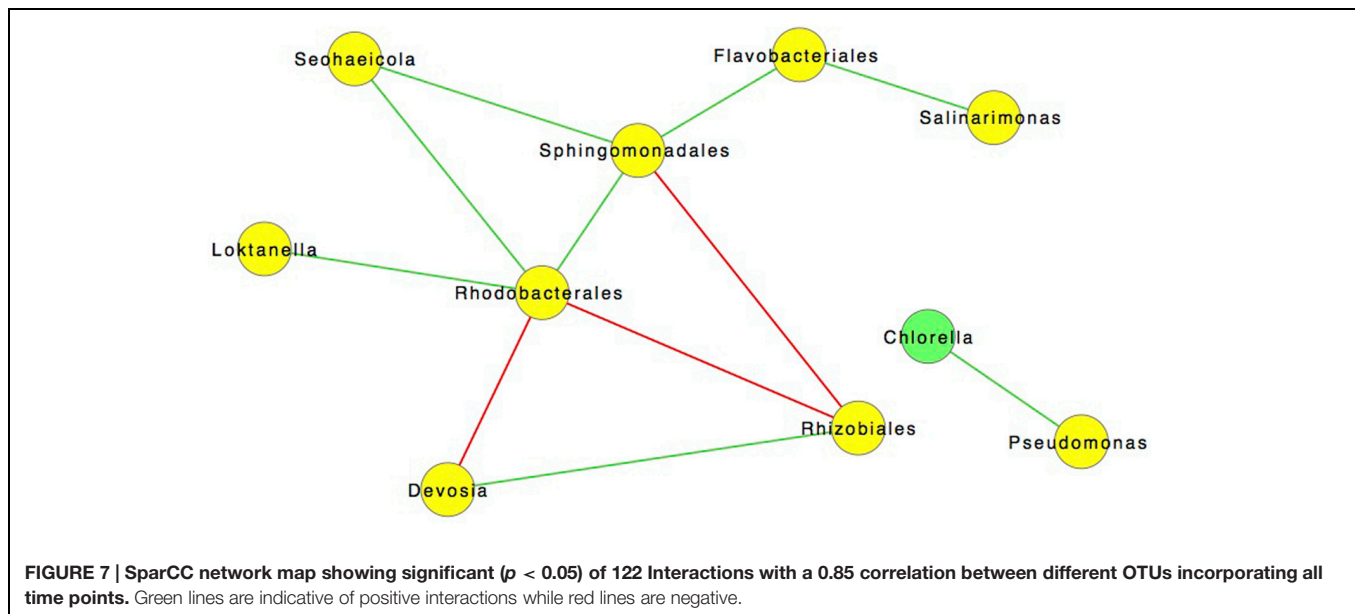 Seohaeicola
Flavobacteriales
Salinarimonas
Sphingomonadales
Loktanella
Rhodobacterales
Chlorella
Rhizobiales
Pseudomonas
Devosia
FIGURE 7 | SparCC network map showing significant (p < 0.05) of 122 Interactions with a 0.85 correlation between different OTUs incorporating all
time points. Green lines are indicative of positive interactions while red lines are negative.